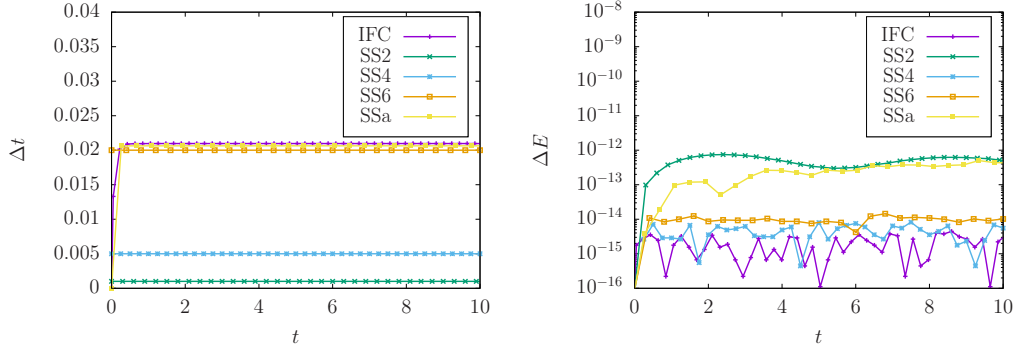 0.04
0.035
0.03
0.025
0.02
0.015
0.01
0.005
0
Δt
0 2 4 6 8 10
t
IFC
SS2
SS4
SS6
SSa
10⁻⁸
10⁻⁹
10⁻¹⁰
10⁻¹¹
10⁻¹²
10⁻¹³
10⁻¹⁴
10⁻¹⁵
10⁻¹⁶
ΔE
0 2 4 6 8 10
t
IFC
SS2
SS4
SS6
SSa